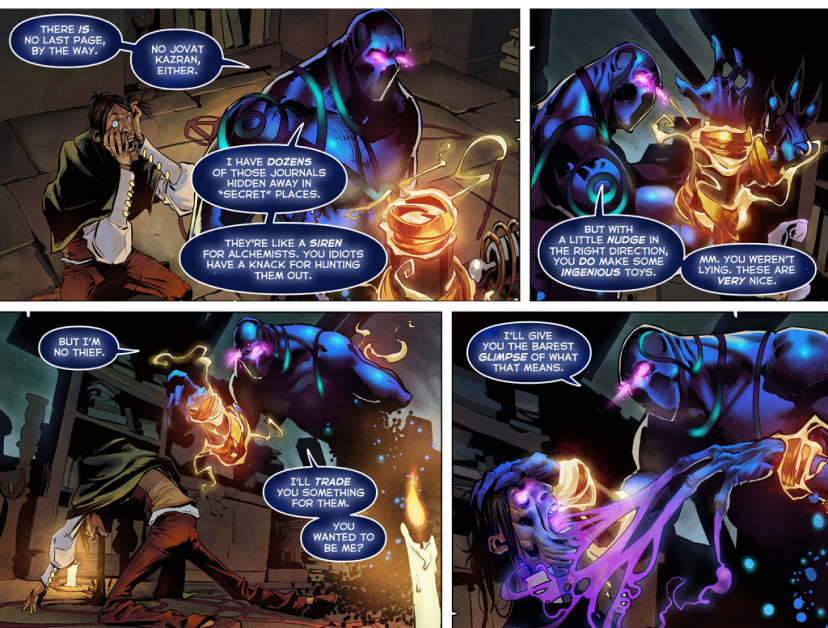 THERE IS
NO LAST PAGE,
BY THE WAY.
NO JOVAT
KAZRAN,
EITHER.
I HAVE DOZENS
OF THOSE JOURNALS
HIDDEN AWAY IN
"SECRET" PLACES.
THEY'RE LIKE A SIREN
FOR ALCHEMISTS. YOU IDIOTS
HAVE A KNACK FOR HUNTING
THEM OUT.
BUT WITH
A LITTLE NUDGE IN
THE RIGHT DIRECTION,
YOU DO MAKE SOME
INGENIOUS TOYS.
MM. YOU WEREN'T
LYING. THESE ARE
VERY NICE.
BUT I'M
NO THIEF.
I'LL TRADE
YOU SOMETHING
FOR THEM.
YOU
WANTED TO
BE ME?
I'LL GIVE
YOU THE BAREST
GLIMPSE OF WHAT
THAT MEANS.